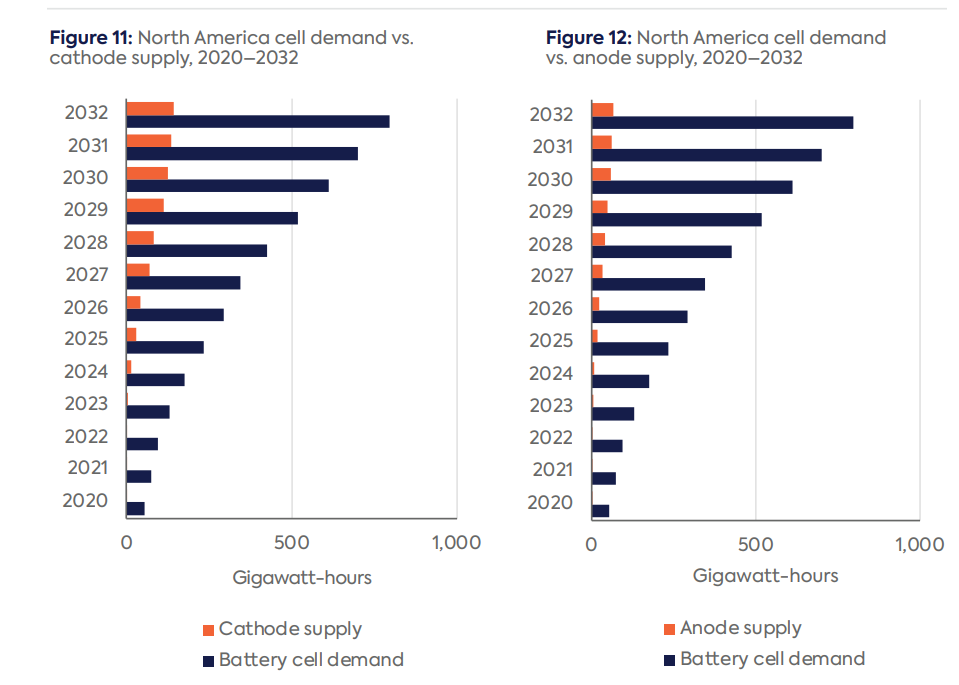 Figure 11: North America cell demand vs.
cathode supply, 2020–2032
2032
2031
2030
2029
2028
2027
2026
2025
2024
2023
2022
2021
2020
0 500 1,000
Gigawatt-hours
Cathode supply
Battery cell demand
Figure 12: North America cell demand
vs. anode supply, 2020–2032
2032
2031
2030
2029
2028
2027
2026
2025
2024
2023
2022
2021
2020
0 500 1,000
Gigawatt-hours
Anode supply
Battery cell demand